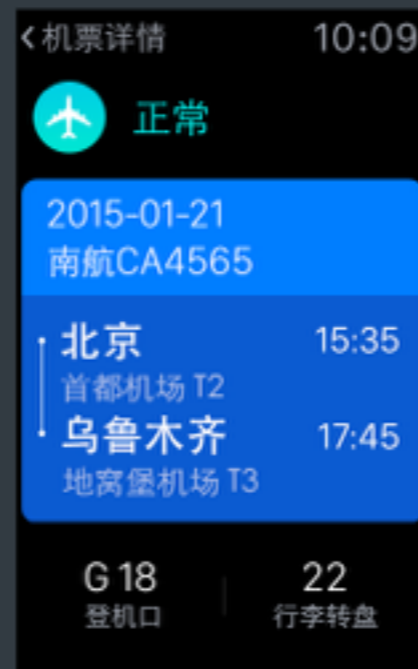 <机票详情 10:09
正常
2015-01-21
南航CA4565
北京 15:35
首都机场 T2
乌鲁木齐 17:45
地窝堡机场 T3
G 18 22
登机口 行李转盘